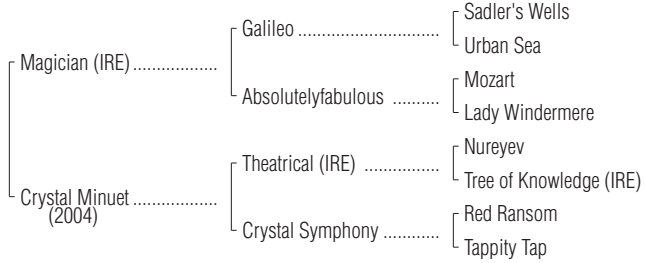 Sadler's Wells
Galileo ..............................
Urban Sea
Magician (IRE) ..................
Mozart
Absolutelyfabulous ..........
Lady Windermere
Nureyev
Theatrical (IRE) ................
Tree of Knowledge (IRE)
Crystal Minuet ..................
(2004)
Red Ransom
Crystal Symphony ............
Tappity Tap